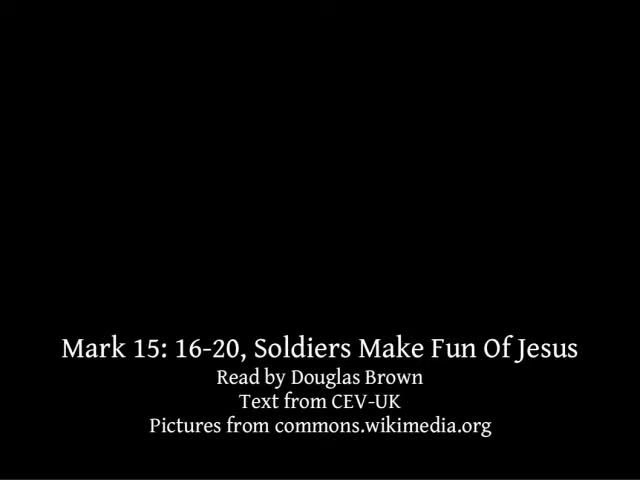 Mark 15: 16-20, Soldiers Make Fun Of Jesus
Read by Douglas Brown
Text from CEV-UK
Pictures from commons.wikimedia.org